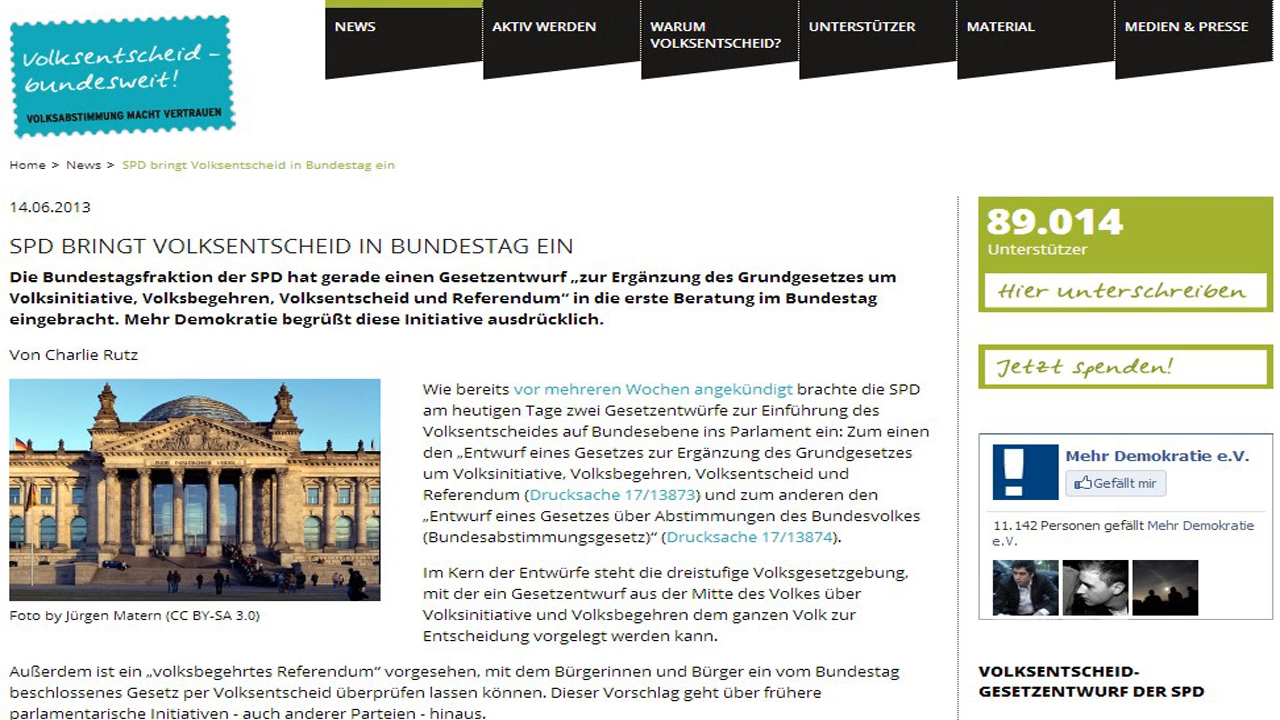 Volksentscheid –
bundesweit!
VOLKSABSTIMMUNG MACHT VERTRAUEN
NEWS
AKTIV WERDEN
WARUM
VOLKSENTSCHEID?
UNTERSTÜTZER
MATERIAL
MEDIEN & PRESSE
Home > News > SPD bringt Volksentscheid in Bundestag ein
14.06.2013
SPD BRINGT VOLKSENTSCHEID IN BUNDESTAG EIN
Die Bundestagsfraktion der SPD hat gerade einen Gesetzentwurf „zur Ergänzung des Grundgesetzes um
Volksinitiative, Volksbegehren, Volksentscheid und Referendum“ in die erste Beratung im Bundestag
eingebracht. Mehr Demokratie begrüßt diese Initiative ausdrücklich.
Von Charlie Rutz
DEM DEUTSCHEN VOLKE
Foto by Jürgen Matern (CC BY-SA 3.0)
Wie bereits vor mehreren Wochen angekündigt brachte die SPD
am heutigen Tage zwei Gesetzentwürfe zur Einführung des
Volksentscheides auf Bundesebene ins Parlament ein: Zum einen
den „Entwurf eines Gesetzes zur Ergänzung des Grundgesetzes
um Volksinitiative, Volksbegehren, Volksentscheid und
Referendum (Drucksache 17/13873) und zum anderen den
„Entwurf eines Gesetzes über Abstimmungen des Bundesvolkes
(Bundesabstimmungsgesetz)“ (Drucksache 17/13874).
Im Kern der Entwürfe steht die dreistufige Volksgesetzgebung,
mit der ein Gesetzentwurf aus der Mitte des Volkes über
Volksinitiative und Volksbegehren dem ganzen Volk zur
Entscheidung vorgelegt werden kann.
Außerdem ist ein „volksbegehrtes Referendum“ vorgesehen, mit dem Bürgerinnen und Bürger ein vom Bundestag
beschlossenes Gesetz per Volksentscheid überprüfen lassen können. Dieser Vorschlag geht über frühere
parlamentarische Initiativen - auch anderer Parteien - hinaus.
89.014
Unterstützer
Hier unterschreiben
Jetzt spenden!
Mehr Demokratie e.V.
Gefällt mir
11.142 Personen gefällt Mehr Demokratie
e.V.
VOLKSENTSCHEID-
GESETZENTWURF DER SPD